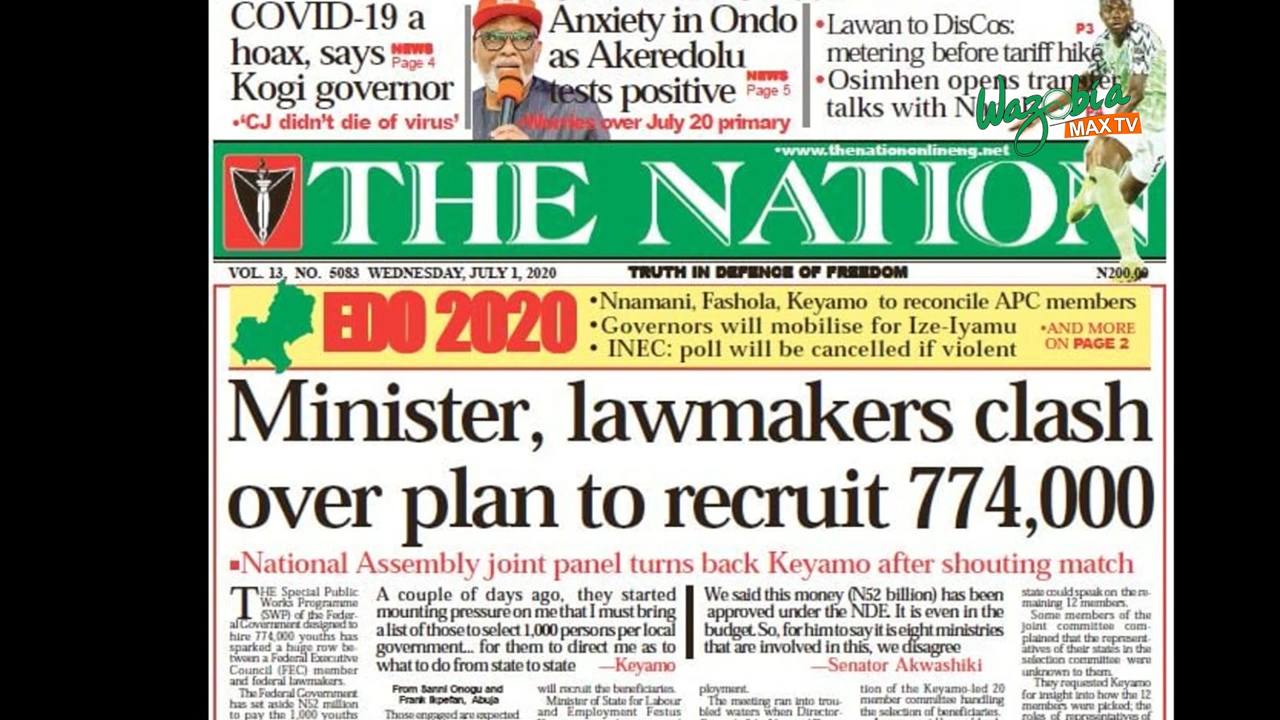 COVID-19 a
hoax, says
Kogi governor
NEWS
Page 4
•'CJ didn't die of virus'
Anxiety in Ondo
as Akeredolu
tests positive
NEWS
Page 5
•Worries over July 20 primary
•Lawan to DisCos:
metering before tariff hike
P3
•Osimhen opens transfer
talks with
Wazobia
MAX TV
•www.thenationonlineng.net
THE NATION
VOL. 13, NO. 5083 WEDNESDAY, JULY 1, 2020
TRUTH IN DEFENCE OF FREEDOM
N200.00
EDO 2020
•Nnamani, Fashola, Keyamo to reconcile APC members
•Governors will mobilise for Ize-Iyamu
• INEC: poll will be cancelled if violent
•AND MORE
ON PAGE 2
Minister, lawmakers clash
over plan to recruit 774,000
▪National Assembly joint panel turns back Keyamo after shouting match
THE Special Public
Works Programme
(SWP) of the Feder-
al Government designed to
hire 774,000 youths has
sparked a huge row be-
tween a Federal Executive
Council (FEC) member
and federal lawmakers.
The Federal Government
has set aside N52 million
to pay the 1,000 youths
A couple of days ago, they started
mounting pressure on me that I must bring
a list of those to select 1,000 persons per local
government... for them to direct me as to
what to do from state to state —Keyamo
We said this money (N52 billion) has been
approved under the NDE. It is even in the
budget. So, for him to say it is eight ministries
that are involved in this, we disagree
—Senator Akwashiki
From Sanni Onogu and
Frank Ikpefan, Abuja
Those engaged are expected
will recruit the beneficiaries.
Minister of State for Labour
and Employment Festus
ployment.
The meeting ran into trou-
bled waters when Director-
tion of the Keyamo-led 20
member committee handling
the selection of beneficiaries.
state could speak on the re-
maining 12 members.
Some members of the
joint committee com-
plained that the represent-
atives of their states in the
selection committee were
unknown to them.
They requested Keyamo
for insight into how the 12
members were picked; the
roles of representatives of